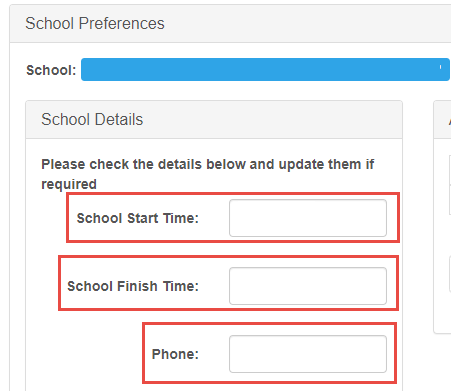 School Preferences
School:
School Details
Please check the details below and update them if
required
School Start Time:
School Finish Time:
Phone: